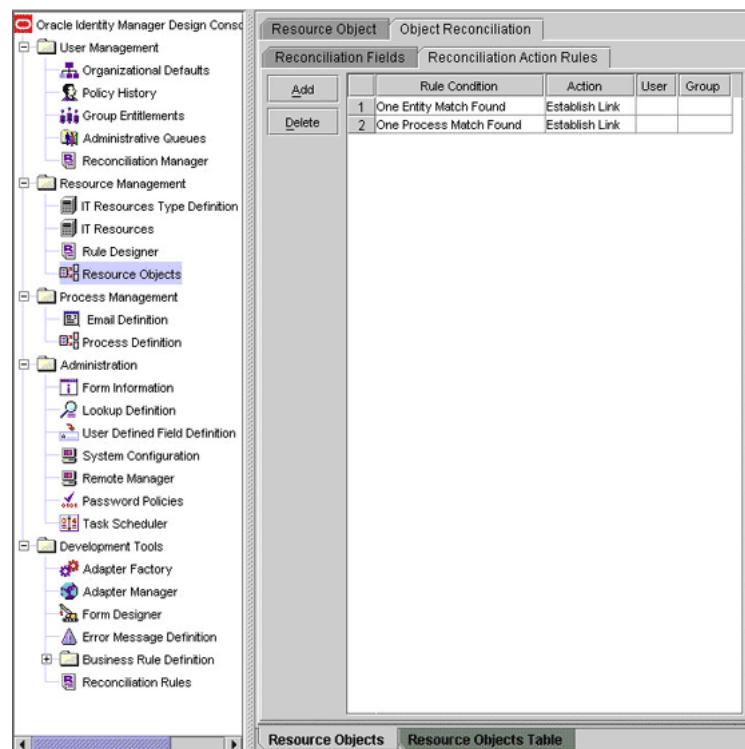 Oracle Identity Manager Design Consc
User Management
Organizational Defaults
Policy History
Group Entitlements
Administrative Queues
Reconciliation Manager
Resource Management
IT Resources Type Definition
IT Resources
Rule Designer
Resource Objects
Process Management
Email Definition
Process Definition
Administration
Form Information
Lookup Definition
User Defined Field Definition
System Configuration
Remote Manager
Password Policies
Task Scheduler
Development Tools
Adapter Factory
Adapter Manager
Form Designer
Error Message Definition
Business Rule Definition
Reconciliation Rules
Resource Object Object Reconciliation
Reconciliation Fields Reconciliation Action Rules
Add
Delete
Rule Condition Action User Group
1 One Entity Match Found Establish Link
2 One Process Match Found Establish Link
Resource Objects Resource Objects Table